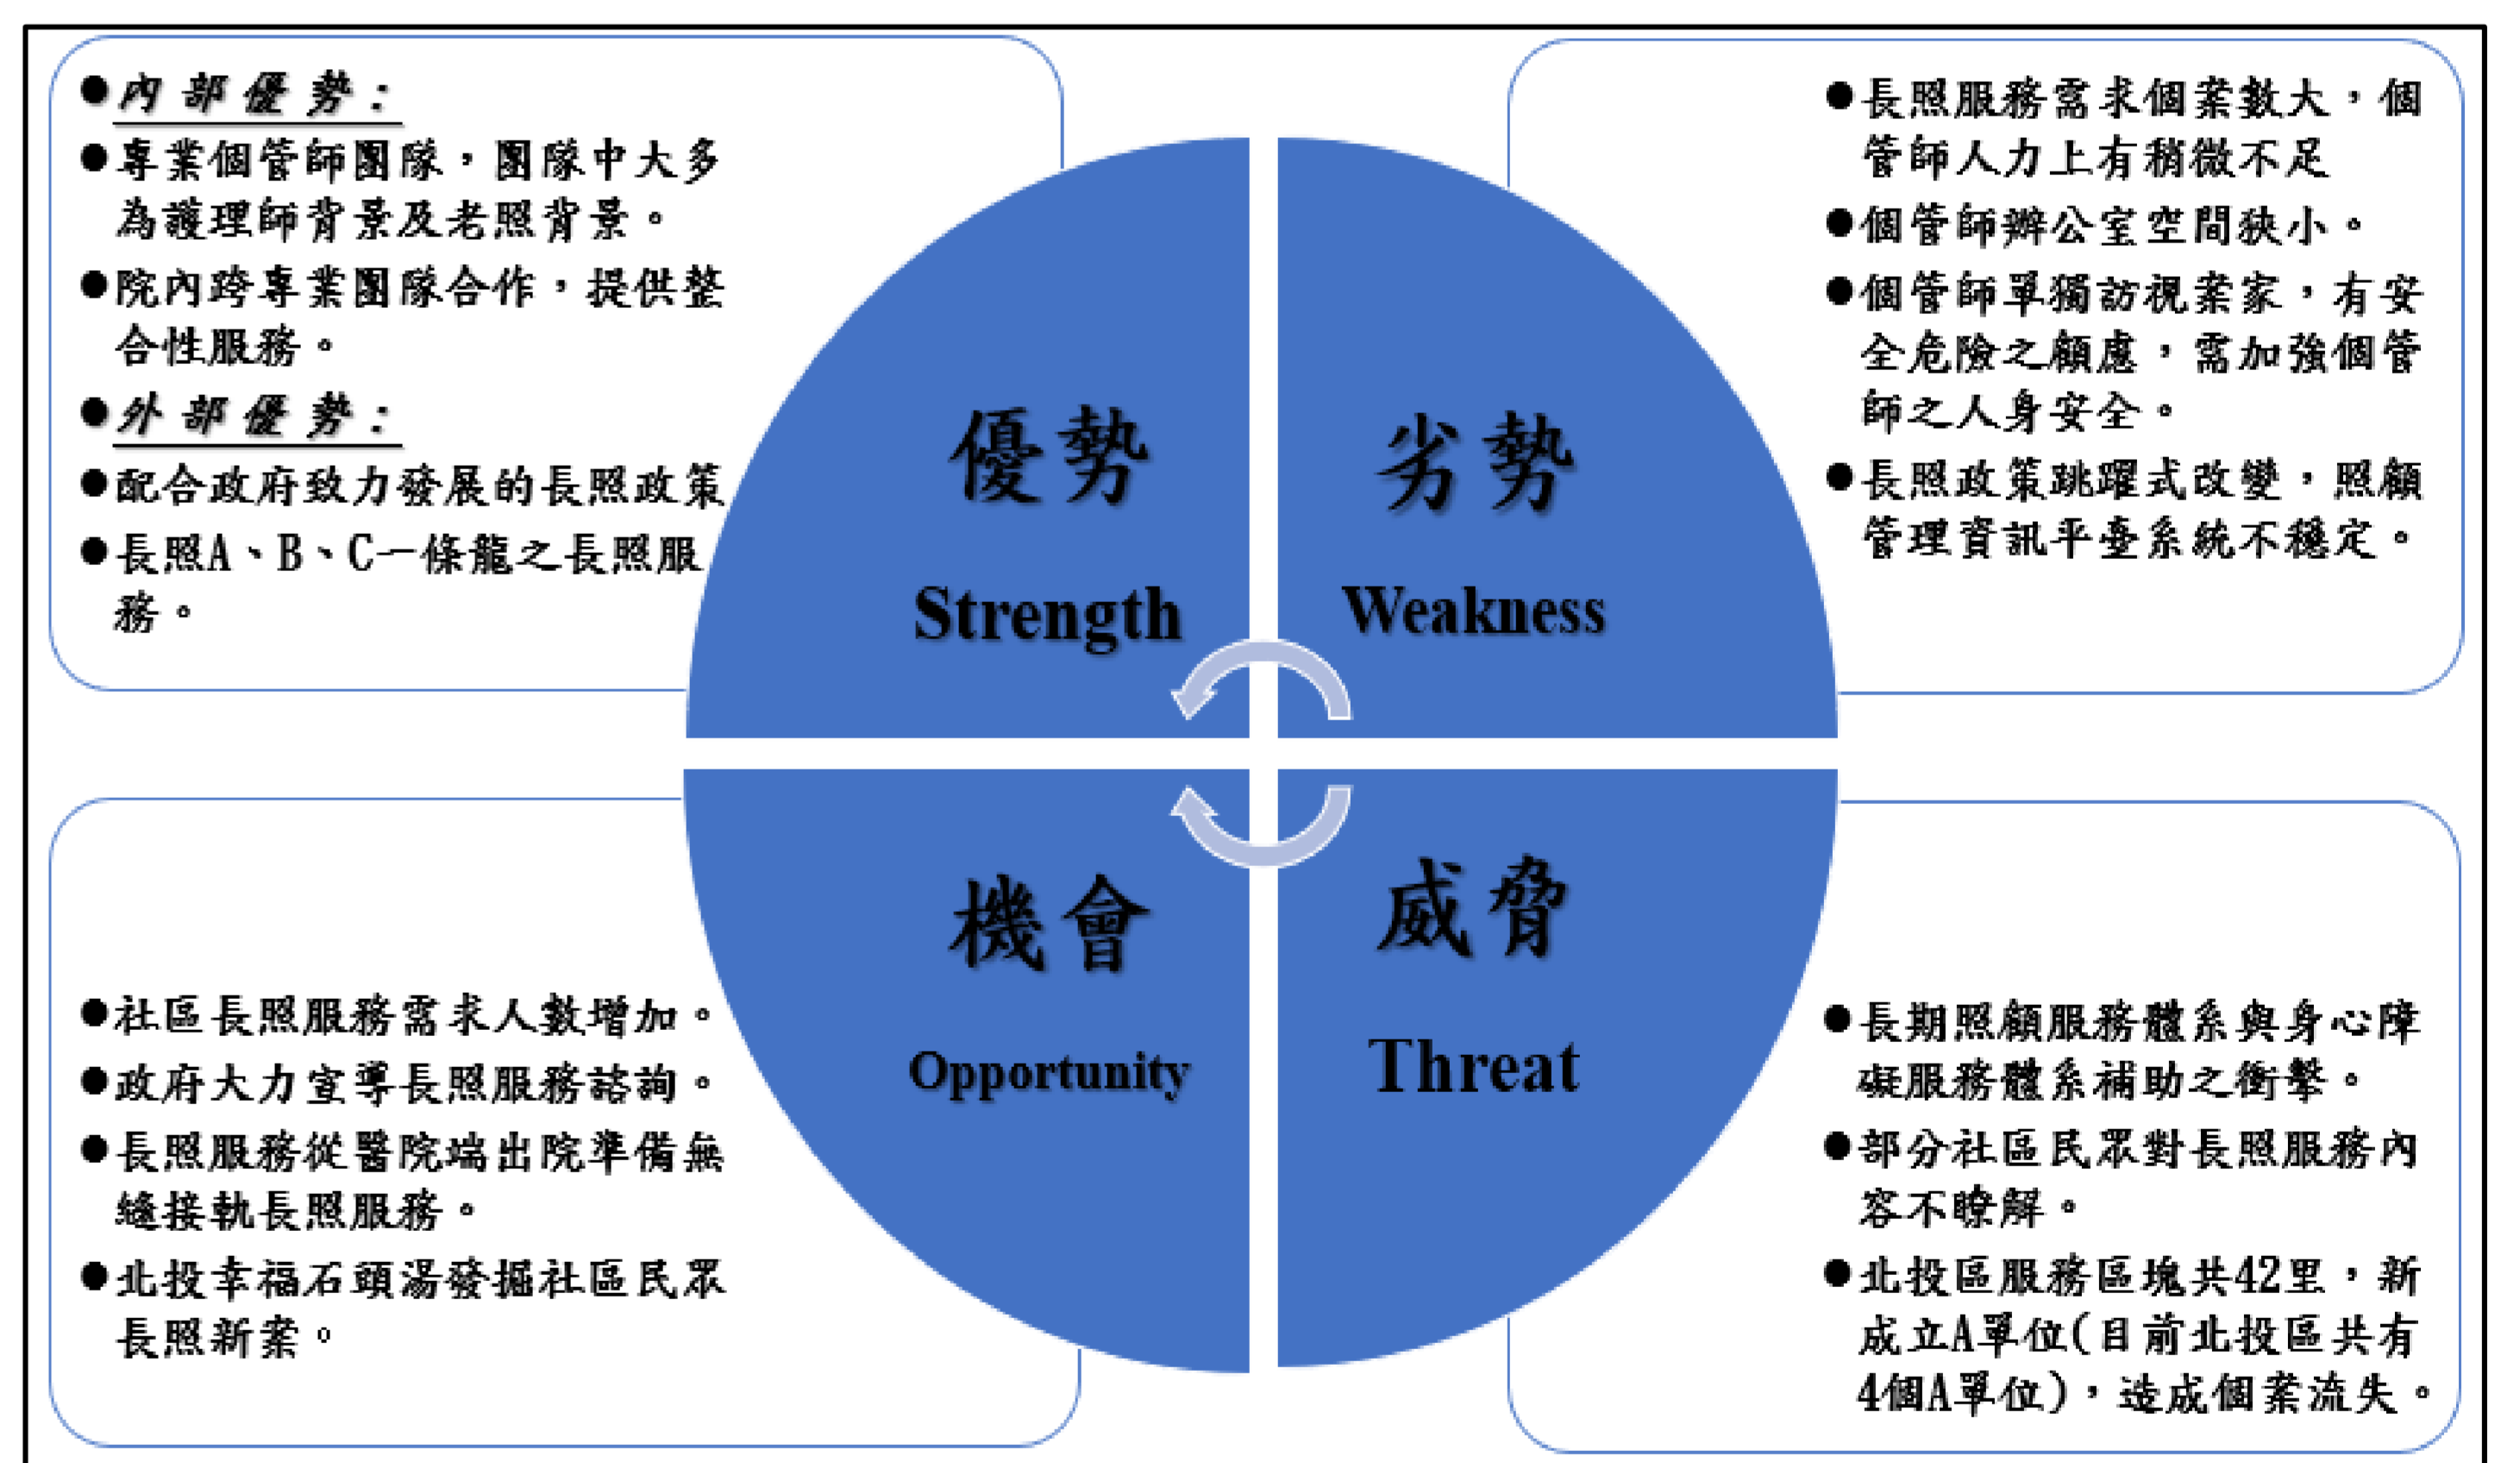 ●內部優勢：
●專業個管師團隊，團隊中大多
為護理師背景及老照背景。
●院內跨專業團隊合作，提供整
合性服務。
●外部優勢：
●配合政府致力發展的長照政策
●長照A、B、C一條龍之長照服
務。
優勢
Strength
劣勢
Weakness
●長照服務需求個案數大，個
管師人力上有稍微不足
●個管師辦公室空間狹小。
●個管師單獨訪視案家，有安
全危險之顧慮，需加強個管
師之人身安全。
●長照政策跳躍式改變，照顧
管理資訊平臺系統不穩定。
●社區長照服務需求人數增加。
●政府大力宣導長照服務諮詢。
●長照服務從醫院端出院準備無
縫接執長照服務。
●北投幸福石頭湯發掘社區民眾
長照新案。
機會
Opportunity
威脅
Threat
●長期照顧服務體系與身心障
礙服務體系補助之衝擊。
●部分社區民眾對長照服務內
容不瞭解。
●北投區服務區塊共42里，新
成立A單位(目前北投區共有
4個A單位)，造成個案流失。